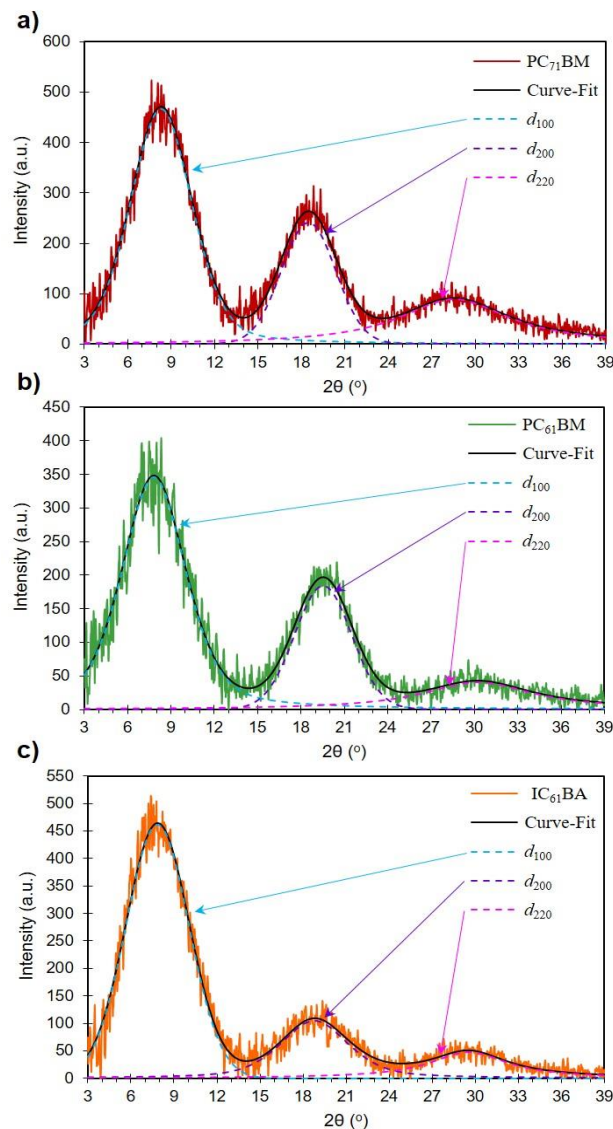 a)
600
500
400
300
200
100
0
Intensity (a.u.)
PC₇₁BM
Curve-Fit
d₁₀₀
d₂₀₀
d₂₂₀
3 6 9 12 15 18 21 24 27 30 33 36 39
2θ (°)
b)
450
400
350
300
250
200
150
100
50
0
Intensity (a.u.)
PC₆₁BM
Curve-Fit
d₁₀₀
d₂₀₀
d₂₂₀
3 6 9 12 15 18 21 24 27 30 33 36 39
2θ (°)
c)
550
500
450
400
350
300
250
200
150
100
50
0
Intensity (a.u.)
IC₆₁BA
Curve-Fit
d₁₀₀
d₂₀₀
d₂₂₀
3 6 9 12 15 18 21 24 27 30 33 36 39
2θ (°)